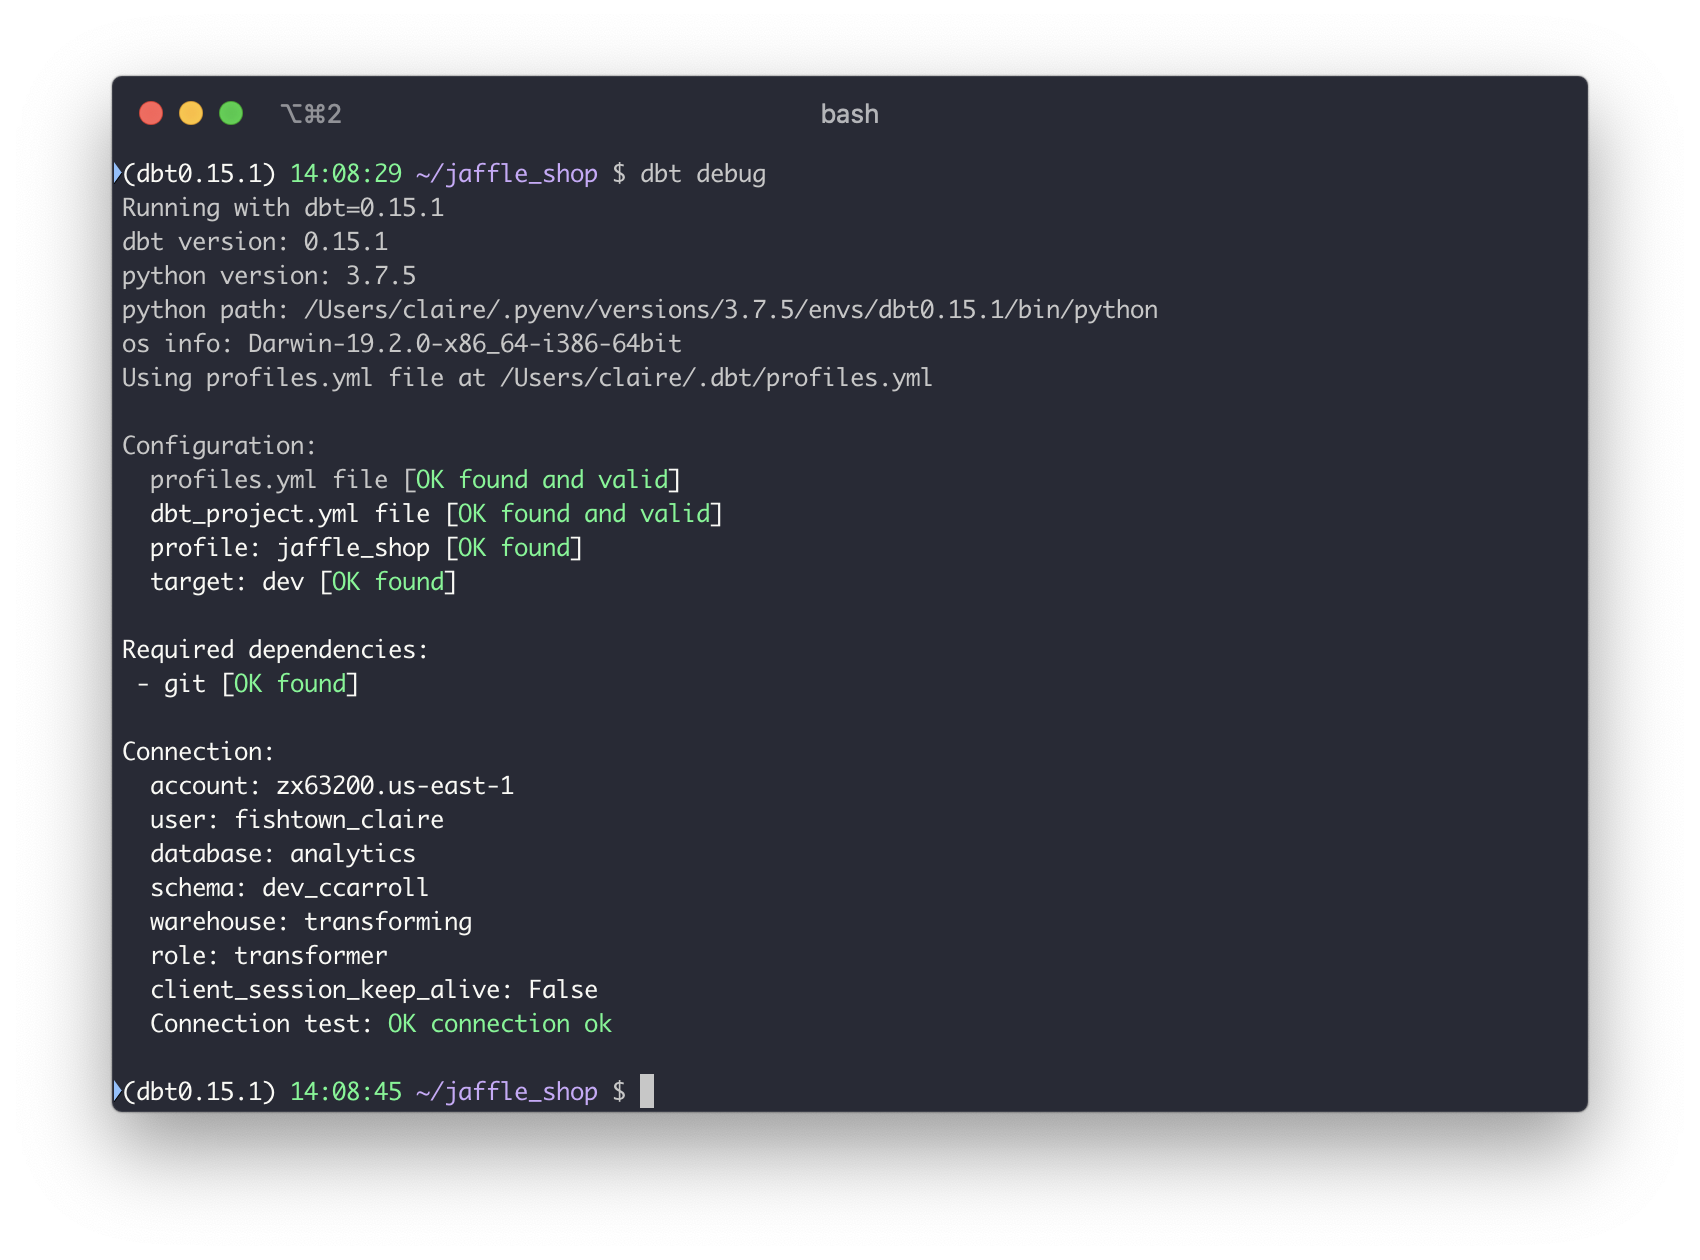 ⌥⌘2 bash
(dbt0.15.1) 14:08:29 ~/jaffle_shop $ dbt debug
Running with dbt=0.15.1
dbt version: 0.15.1
python version: 3.7.5
python path: /Users/claire/.pyenv/versions/3.7.5/envs/dbt0.15.1/bin/python
os info: Darwin-19.2.0-x86_64-i386-64bit
Using profiles.yml file at /Users/claire/.dbt/profiles.yml

Configuration:
  profiles.yml file [OK found and valid]
  dbt_project.yml file [OK found and valid]
  profile: jaffle_shop [OK found]
  target: dev [OK found]

Required dependencies:
 - git [OK found]

Connection:
  account: zx63200.us-east-1
  user: fishtown_claire
  database: analytics
  schema: dev_ccarroll
  warehouse: transforming
  role: transformer
  client_session_keep_alive: False
  Connection test: OK connection ok

(dbt0.15.1) 14:08:45 ~/jaffle_shop $